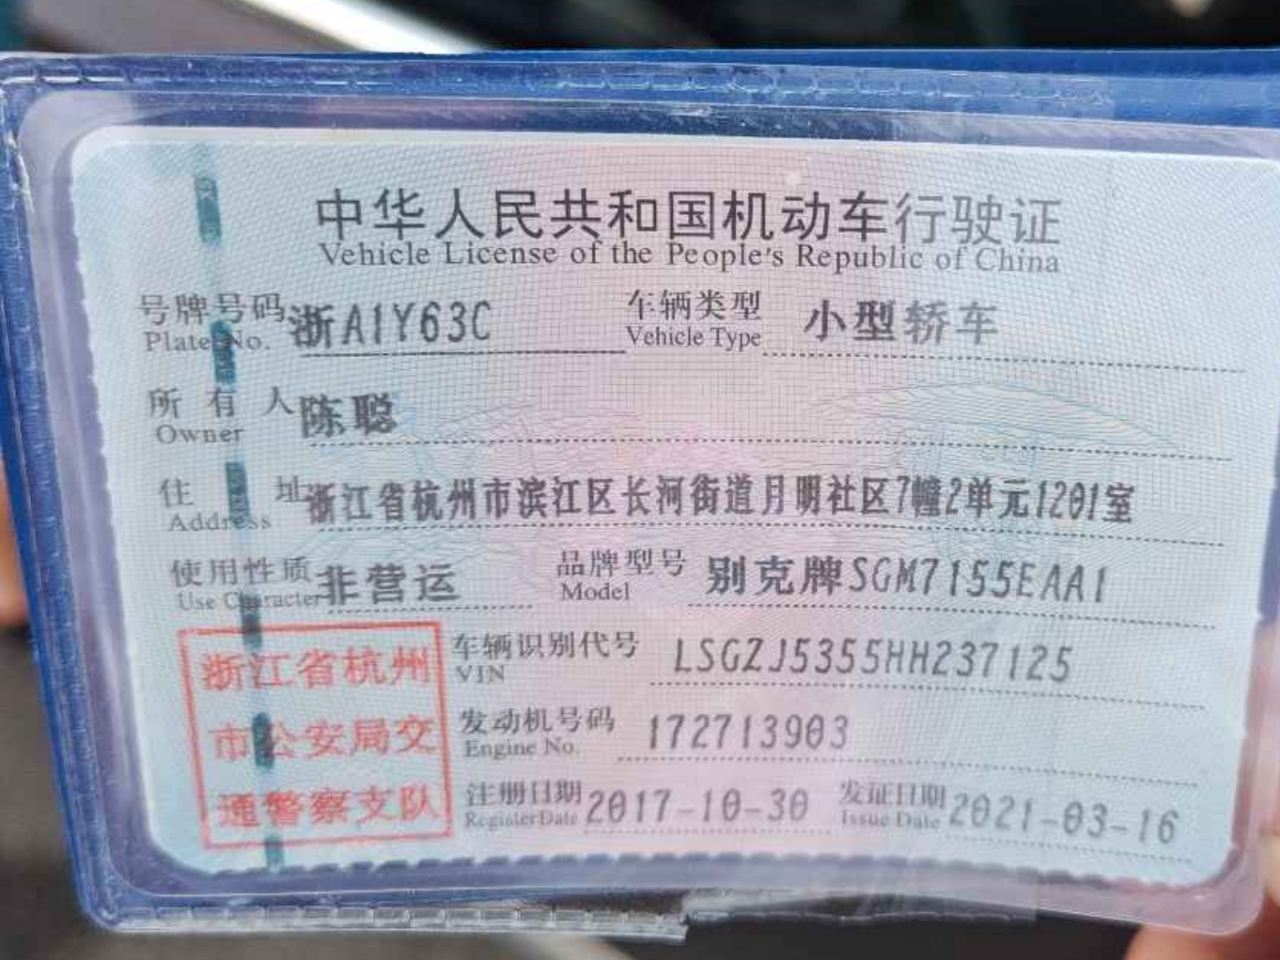 中华人民共和国机动车行驶证
Vehicle License of the People's Republic of China
号牌号码 浙A1Y63C 车辆类型 小型轿车
Plate No. Vehicle Type
所有人 陈聪
Owner
住址 浙江省杭州市滨江区长河街道月明社区7幢2单元1201室
Address
使用性质 非营运 品牌型号 别克牌SGM7155EAA1
Use Character Model
浙江省杭州
市公安局交
通警察支队
车辆识别代号 LSGZJ5355HH237125
VIN
发动机号码 172713903
Engine No.
注册日期 2017-10-30 发证日期 2021-03-16
Register Date Issue Date